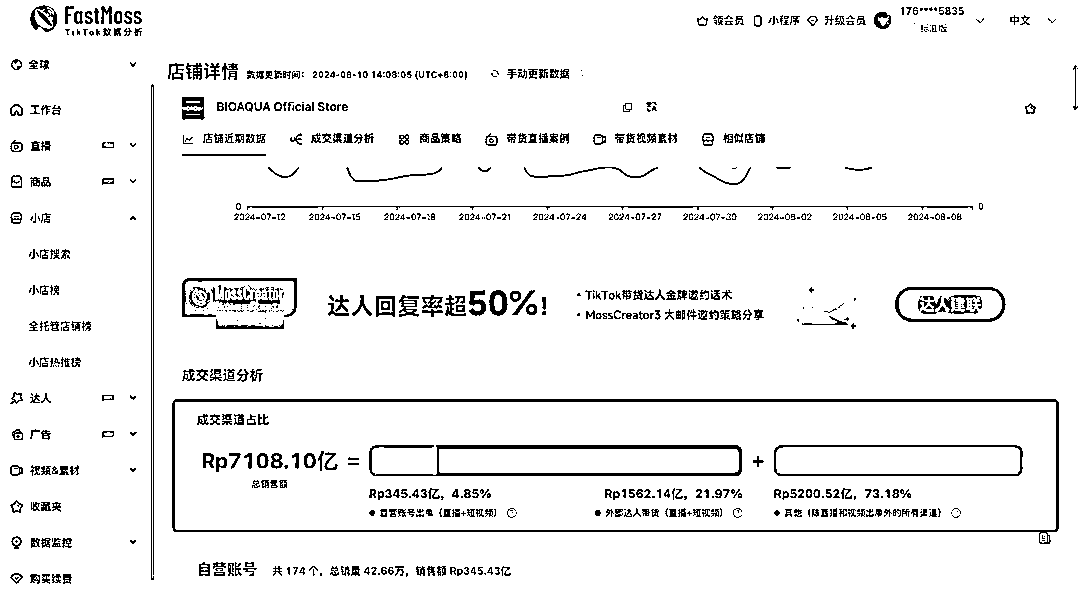 FastMoss
TikTok数据分析
领会员 小程序 升级会员 176****5835 中文
标准版
全球
工作台
直播
商品
小店
小店搜索
小店榜
全托管店铺榜
小店热推榜
达人
广告
视频&素材
收藏夹
数据监控
购买续费
店铺详情 数据更新时间： 2024-08-10 14:08:05 (UTC+8:00) 手动更新数据
BIOAQUA Official Store
店铺近期数据 成交渠道分析 商品策略 带货直播案例 带货视频素材 相似店铺
0 0
2024-07-12 2024-07-15 2024-07-18 2024-07-21 2024-07-24 2024-07-27 2024-07-30 2024-08-02 2024-08-05 2024-08-08
MossCreator
达人回复率超50%!
• TikTok带货达人金牌邀约话术
• MossCreator3 大邮件邀约策略分享
达人建联
成交渠道分析
成交渠道占比
Rp7108.10亿 = +
总销售额
Rp345.43亿，4.85% Rp1562.14亿，21.97% Rp5200.52亿，73.18%
自营账号出单（直播+短视频） 外部达人带货（直播+短视频） 其他（除直播和视频出单外的所有渠道）
自营账号 共 174 个，总销量 42.66万，销售额 Rp345.43亿